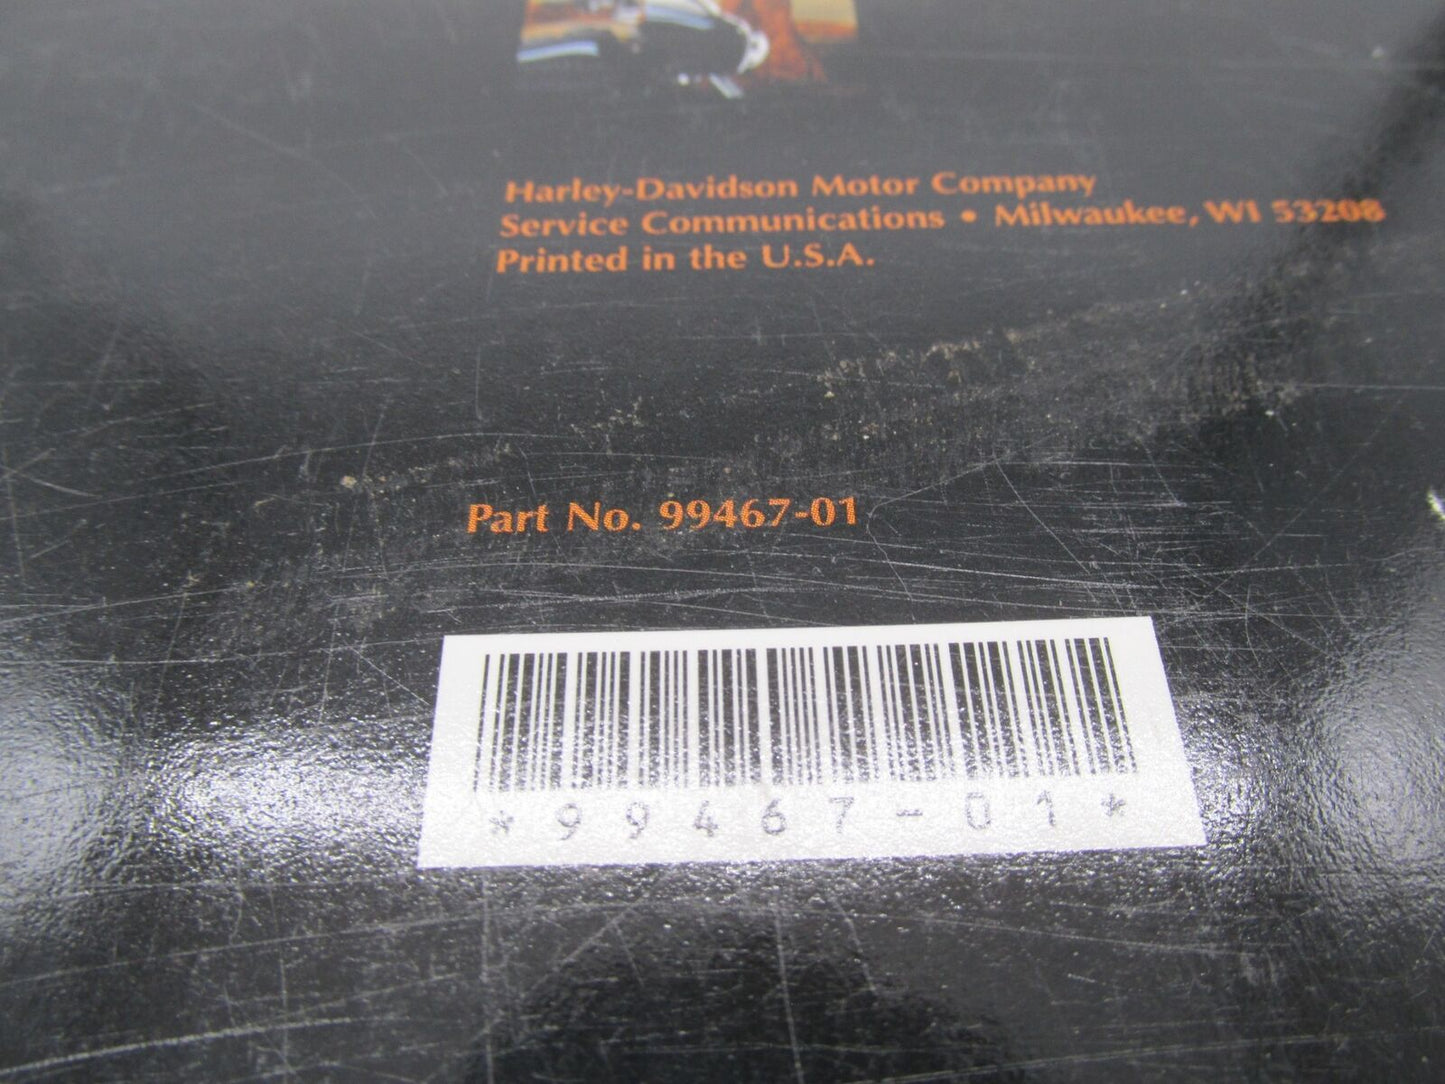 Harley-Davidson Motor Company
Service Communications • Milwaukee, WI 53208
Printed in the U.S.A.
Part No. 99467-01
*99467-01*